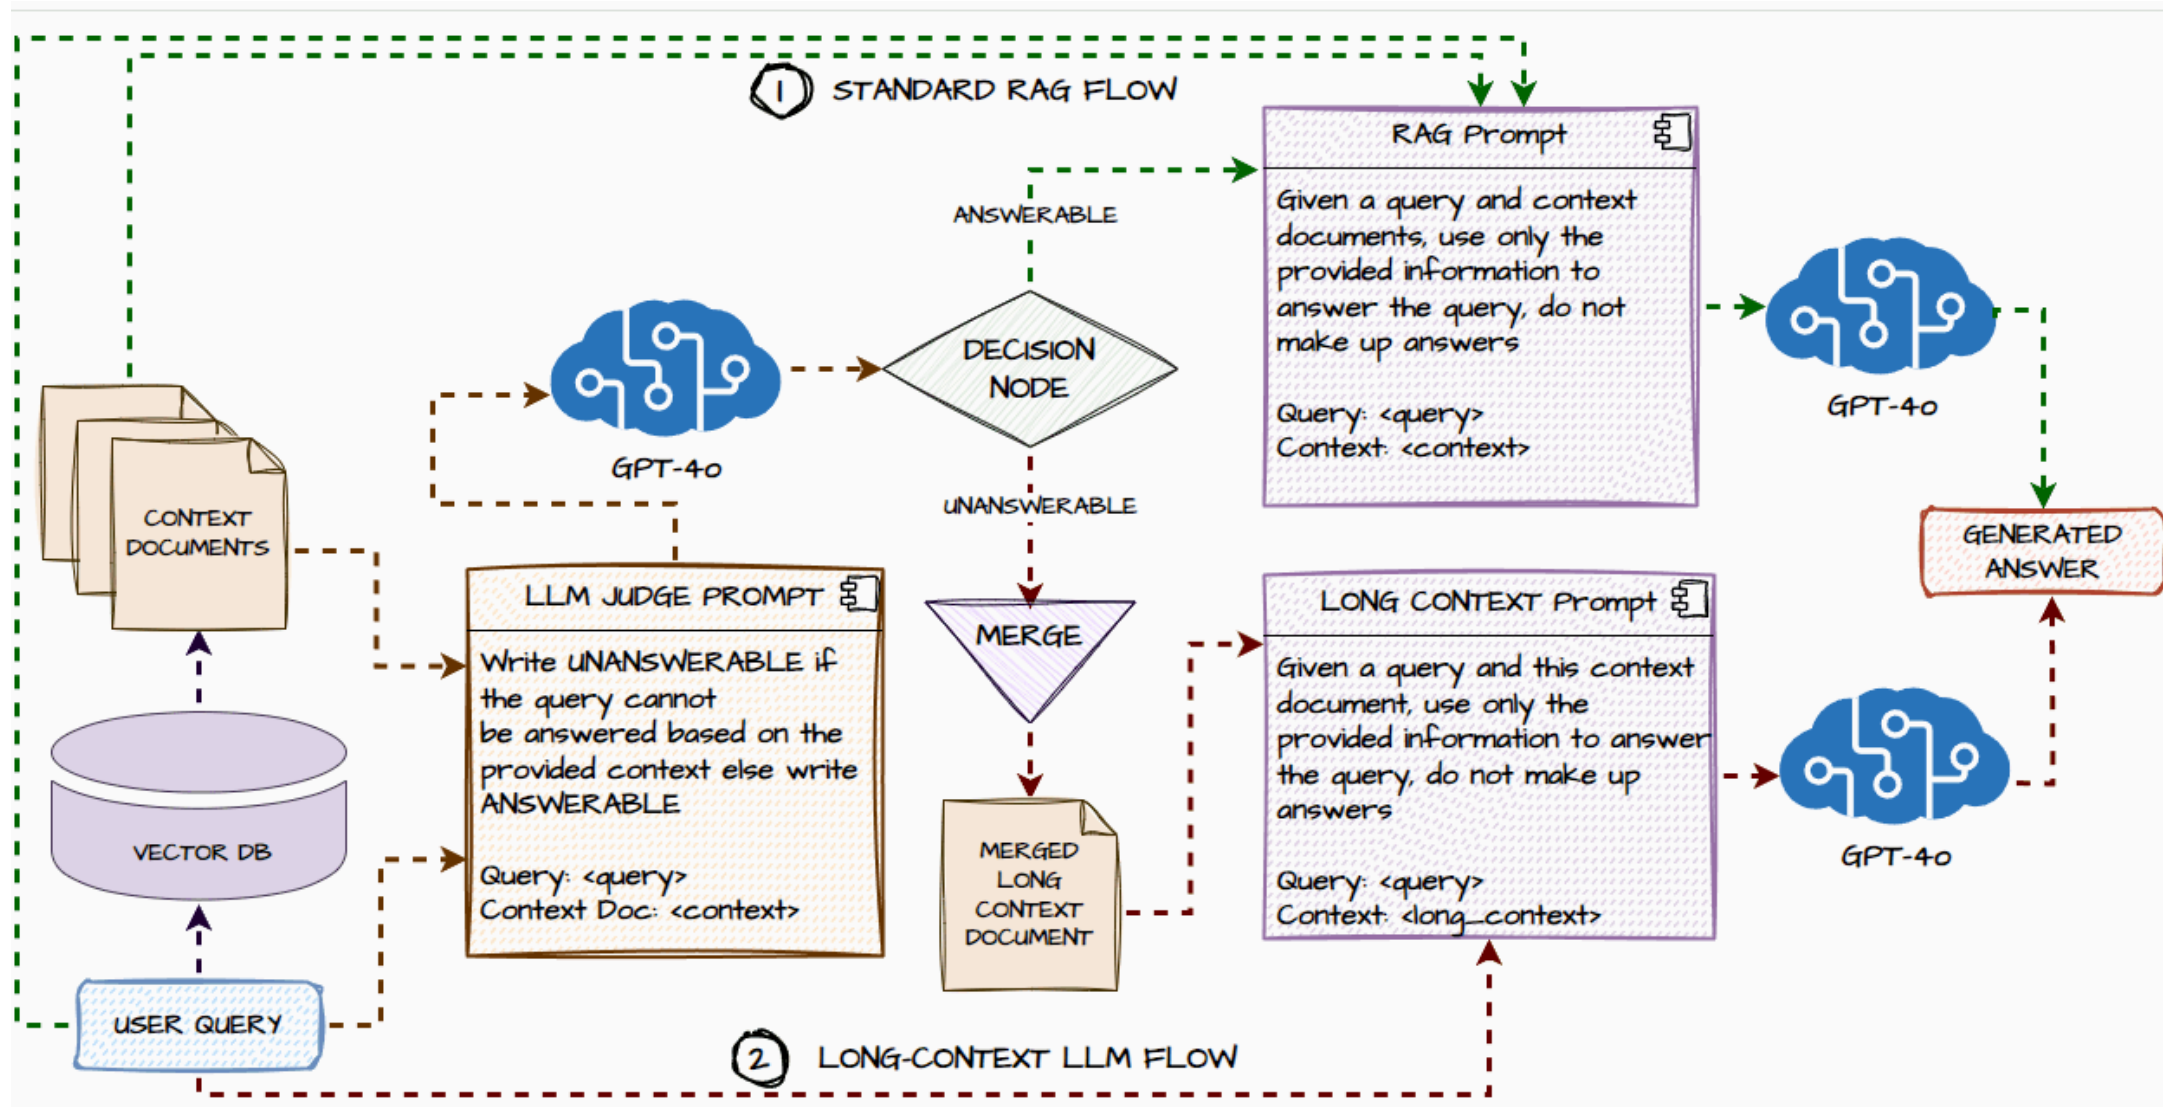 1
STANDARD RAG FLOW
RAG Prompt
Given a query and context
documents, use only the
provided information to
answer the query, do not
make up answers
Query: <query>
Context: <context>
ANSWERABLE
DECISION
NODE
UNANSWERABLE
GPT-4o
GPT-4o
CONTEXT
DOCUMENTS
GENERATED
ANSWER
LLM JUDGE PROMPT
Write UNANSWERABLE if
the query cannot
be answered based on the
provided context else write
ANSWERABLE
Query: <query>
Context Doc: <context>
MERGE
LONG CONTEXT Prompt
Given a query and this context
document, use only the
provided information to answer
the query, do not make up
answers
Query: <query>
Context: <long_context>
VECTOR DB
MERGED
LONG
CONTEXT
DOCUMENT
GPT-4o
USER QUERY
2
LONG-CONTEXT LLM FLOW